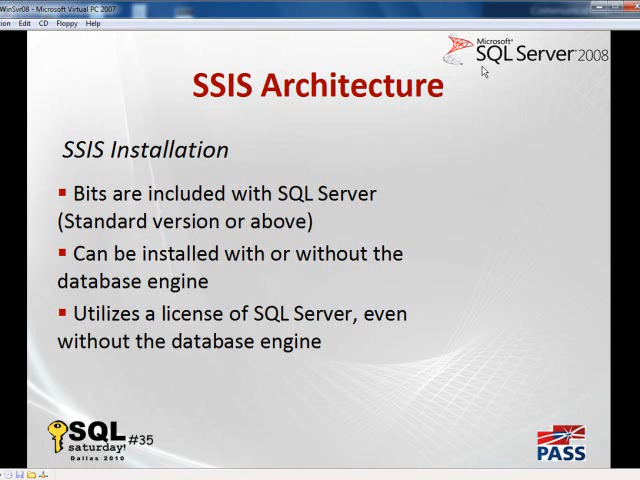 WinSvr08 - Microsoft Virtual PC 2007
Edit CD Floppy Help
Microsoft®
SQL Server®2008
SSIS Architecture
SSIS Installation
▪ Bits are included with SQL Server
(Standard version or above)
▪ Can be installed with or without the
database engine
▪ Utilizes a license of SQL Server, even
without the database engine
SQL
saturday!
#35
Dallas 2010
PASS